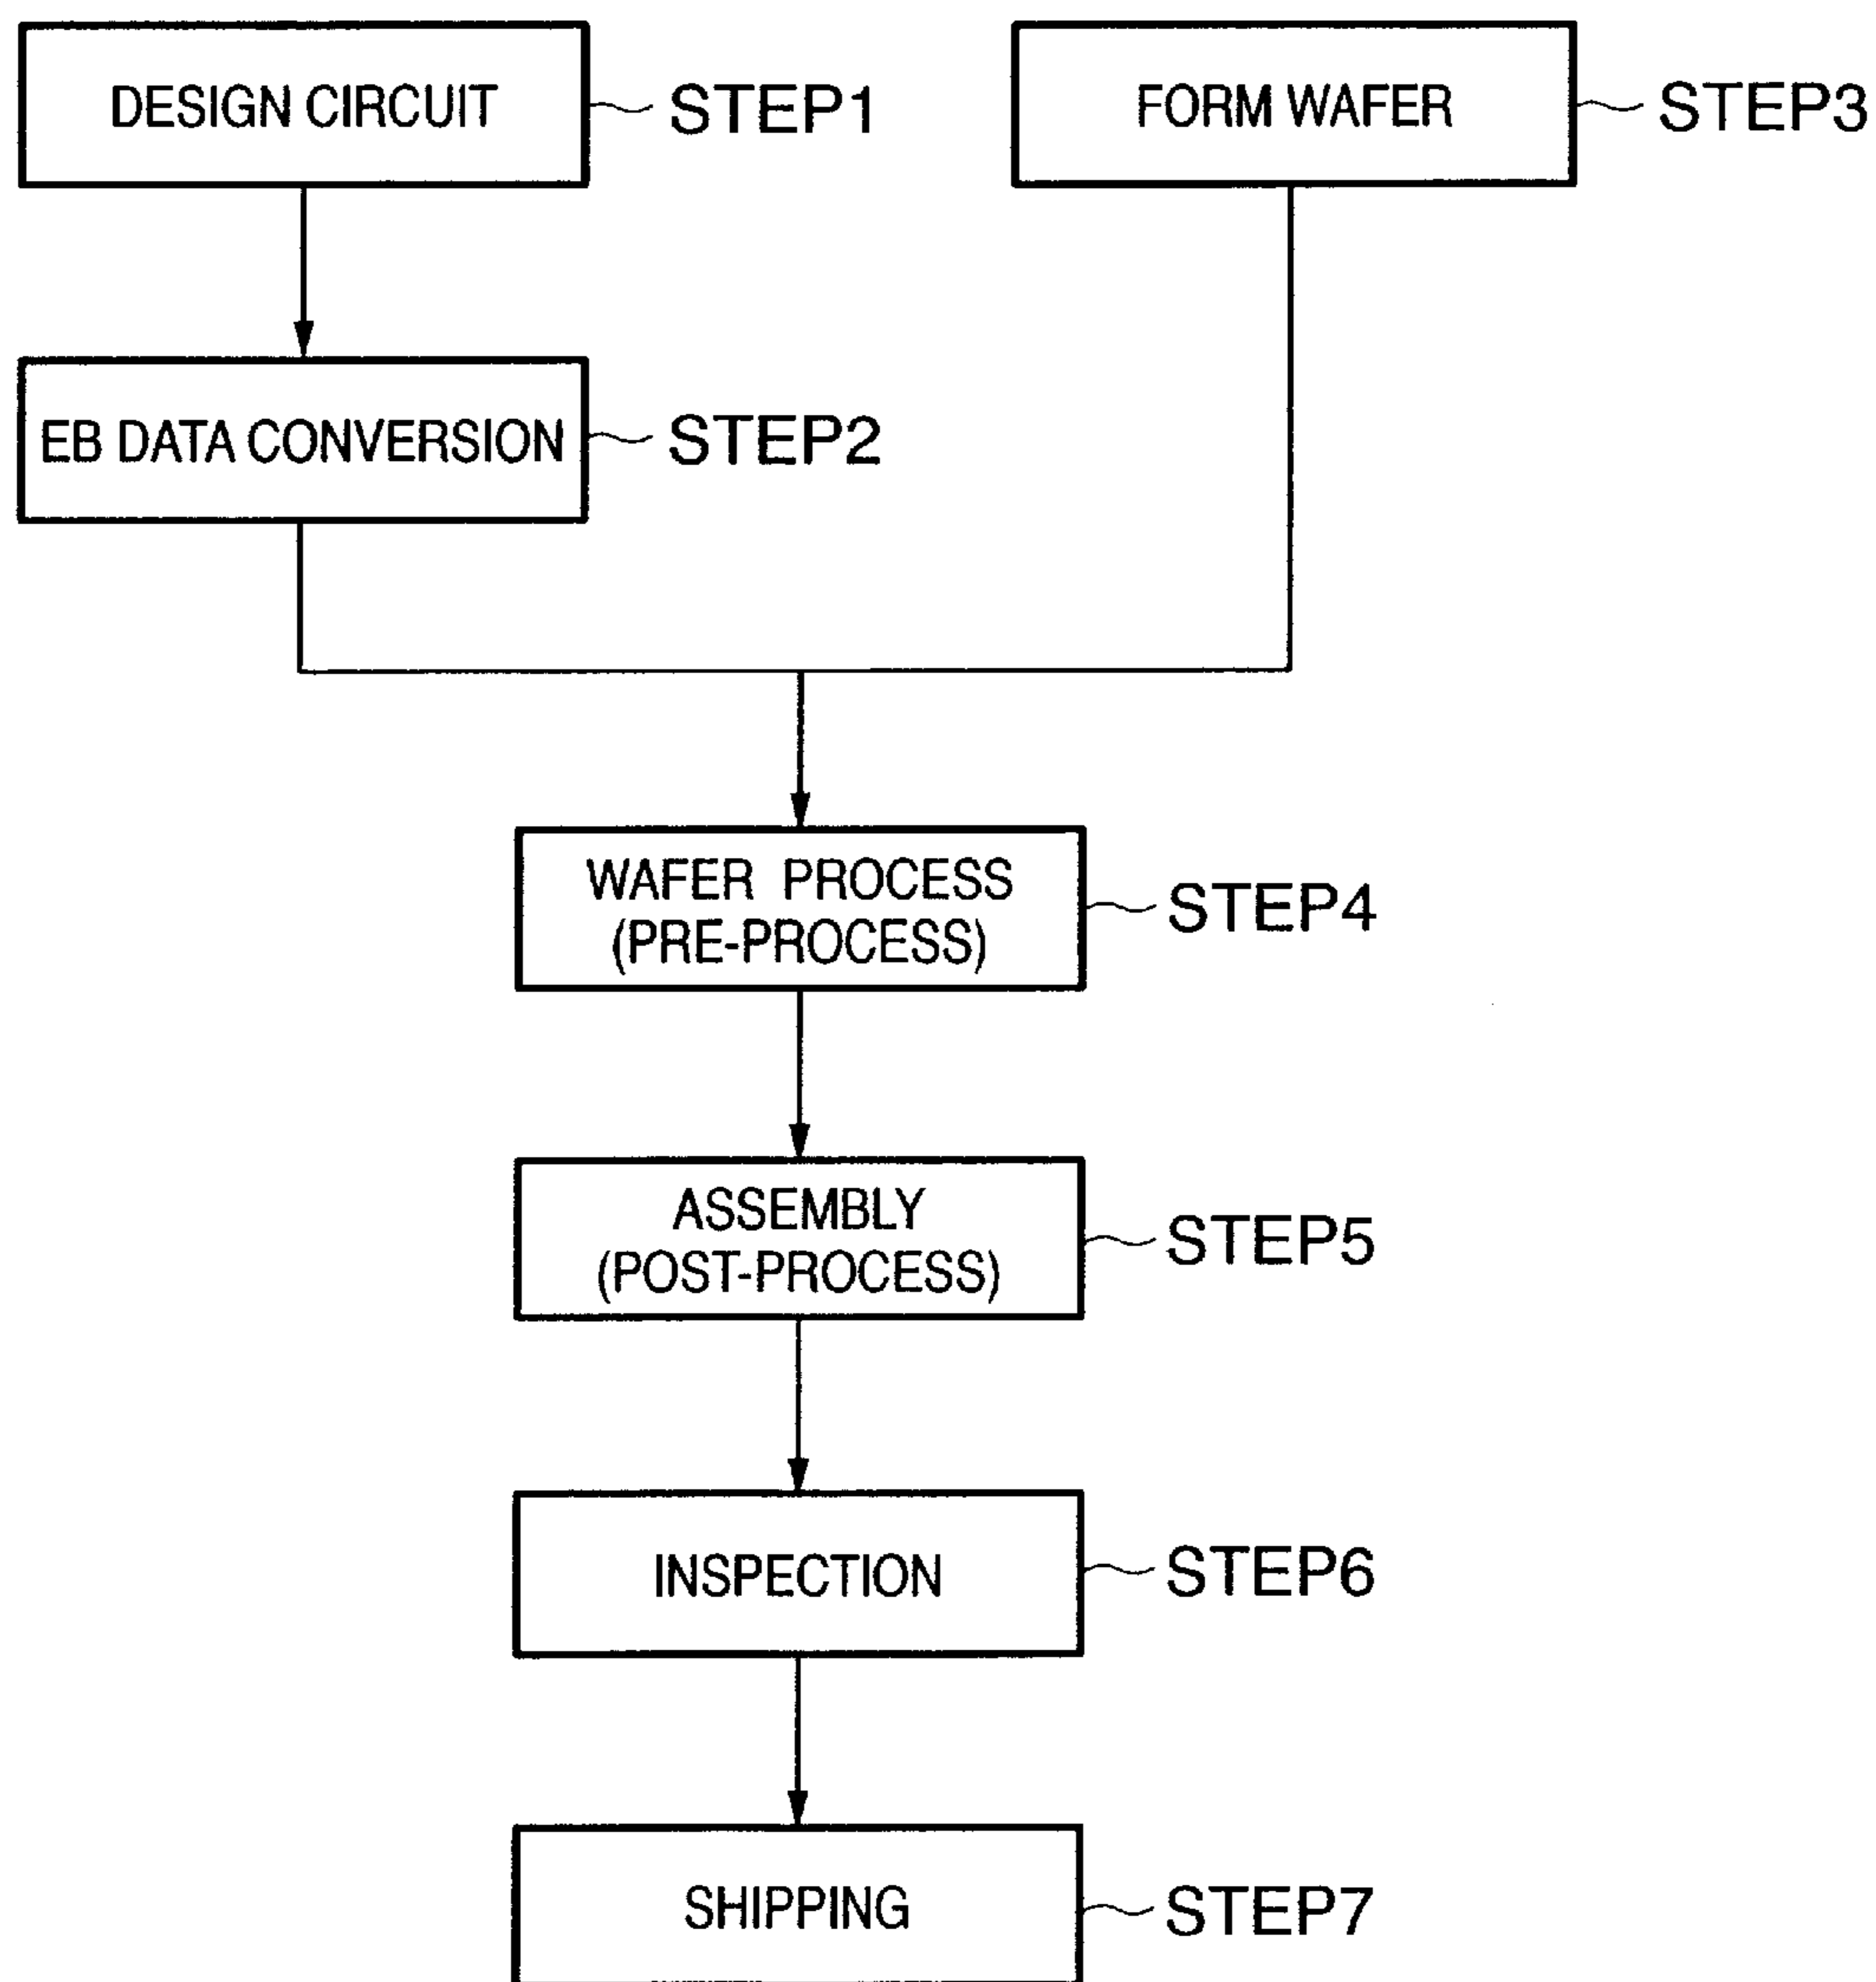 DESIGN CIRCUIT
STEP1
FORM WAFER
STEP3
EB DATA CONVERSION
STEP2
WAFER PROCESS
(PRE-PROCESS)
STEP4
ASSEMBLY
(POST-PROCESS)
STEP5
INSPECTION
STEP6
SHIPPING
STEP7